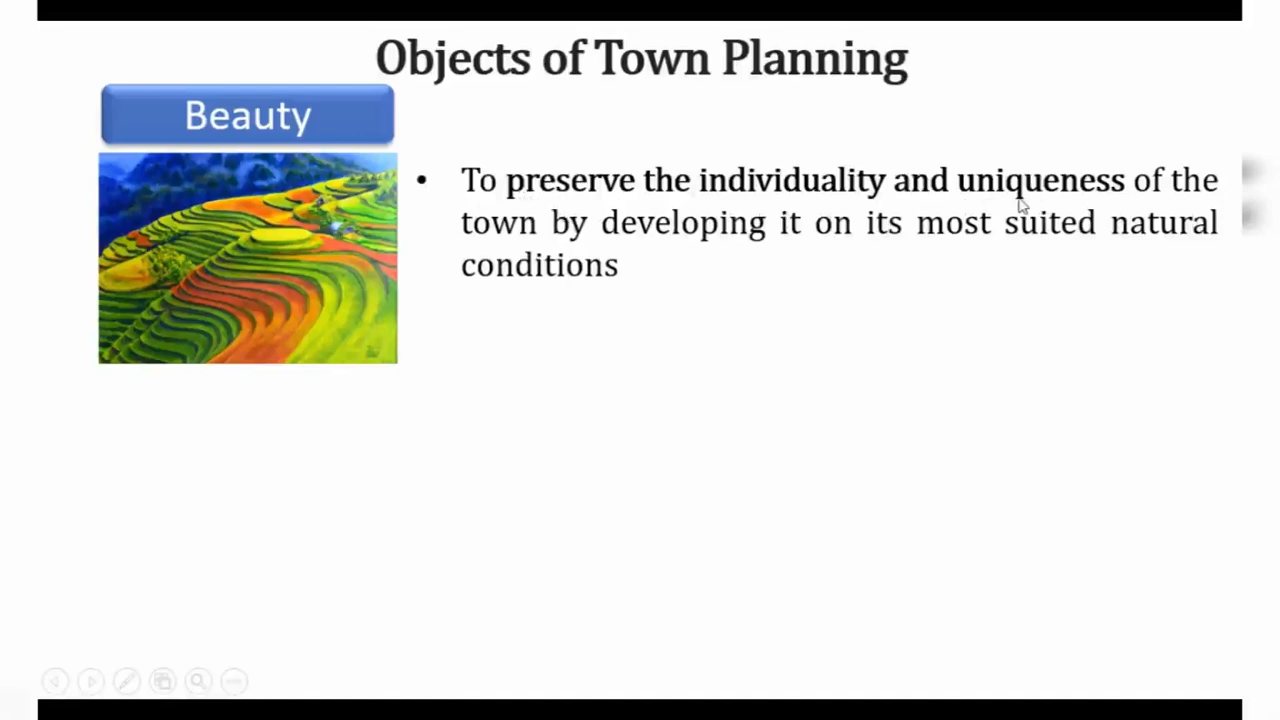 Objects of Town Planning
Beauty
• To preserve the individuality and uniqueness of the
town by developing it on its most suited natural
conditions